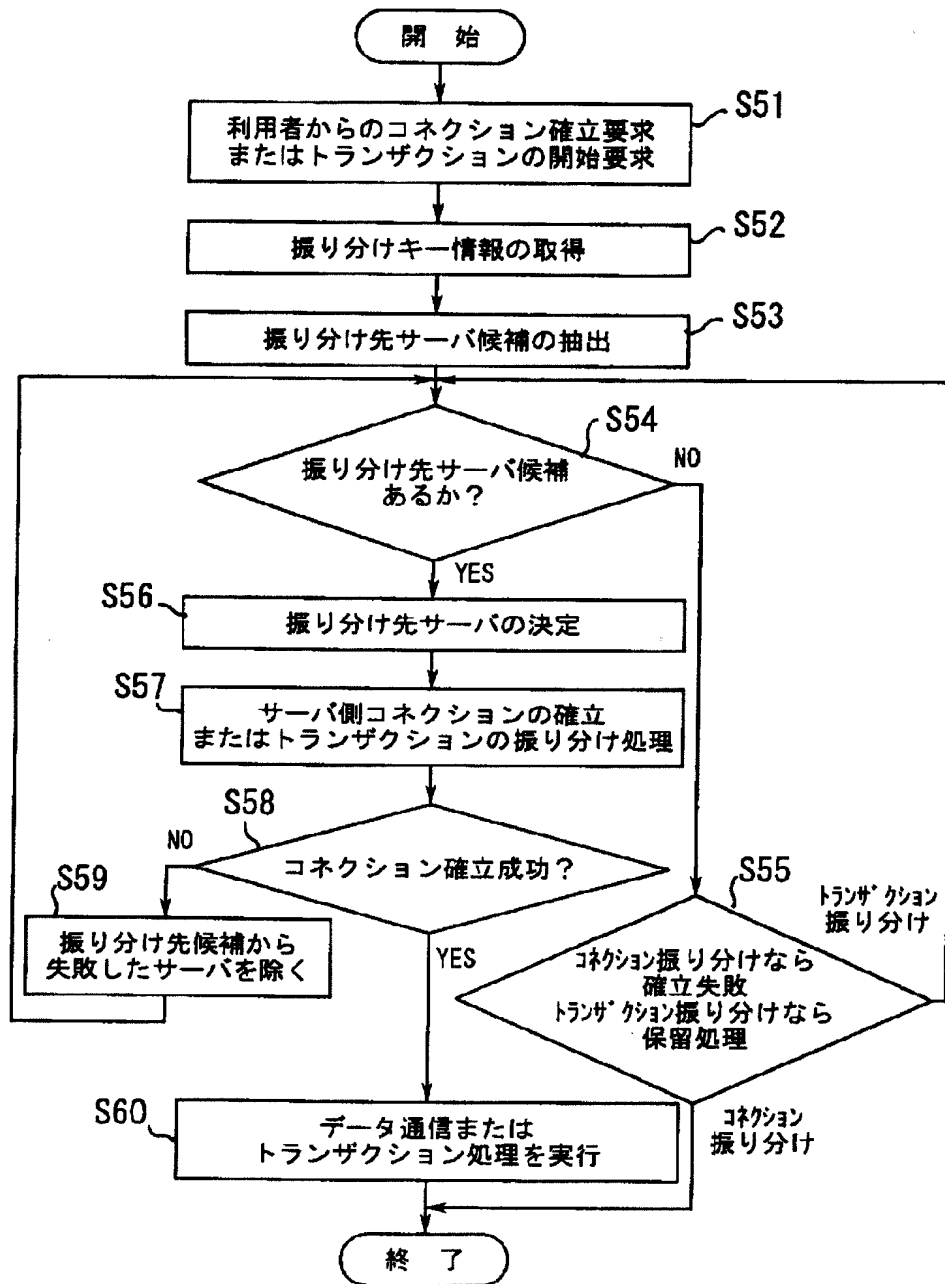 開 始
S51
利用者からのコネクション確立要求
またはトランザクションの開始要求
S52
振り分けキー情報の取得
S53
振り分け先サーバ候補の抽出
S54
振り分け先サーバ候補
あるか?
NO
YES
S56
振り分け先サーバの決定
S57
サーバ側コネクションの確立
またはトランザクションの振り分け処理
S58
NO
コネクション確立成功?
YES
S59
振り分け先候補から
失敗したサーバを除く
S55
トランザクション
振り分け
コネクション振り分けなら
確立失敗
トランザクション振り分けなら
保留処理
コネクション
振り分け
S60
データ通信または
トランザクション処理を実行
終 了